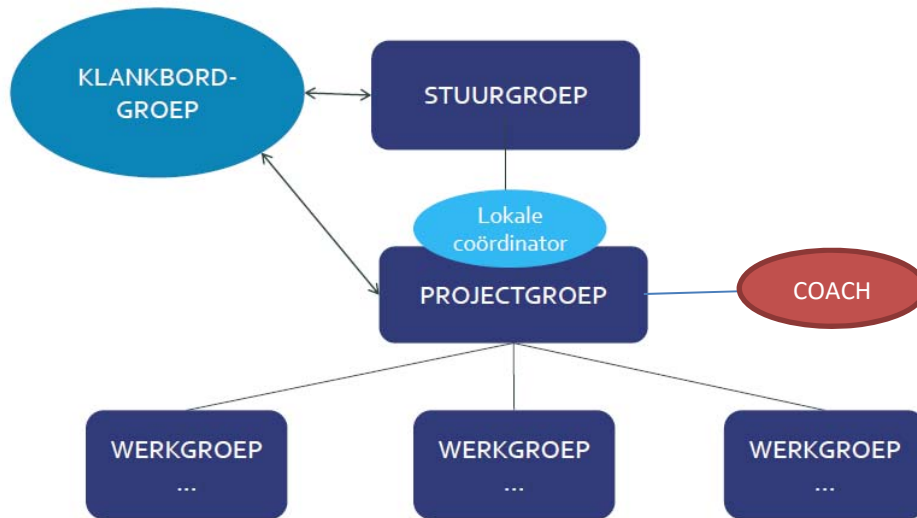 KLANKBORD-
GROEP
STUURGROEP
Lokale
coördinator
PROJECTGROEP
COACH
WERKGROEP
...
WERKGROEP
...
WERKGROEP
...